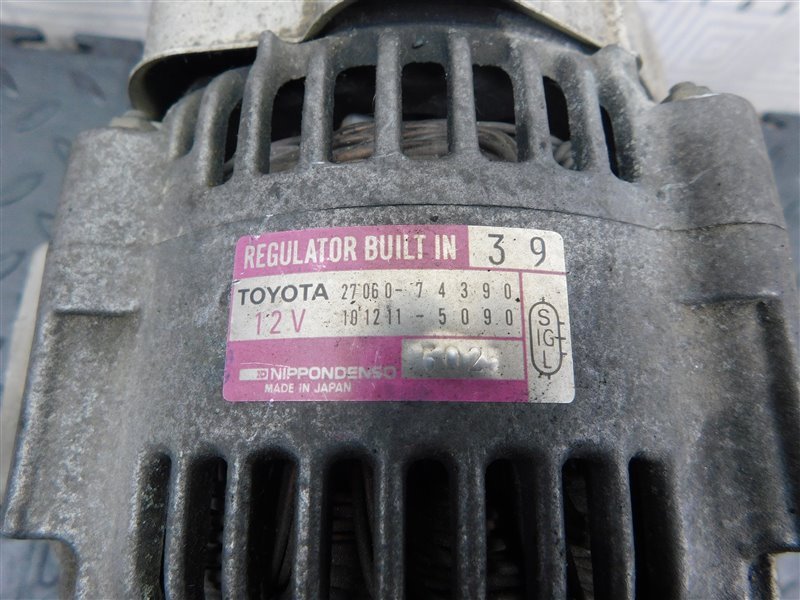 REGULATOR BUILT IN 39
TOYOTA 27060-74390
12V 101211-5090
NIPPONDENSO
MADE IN JAPAN
S
IG
L